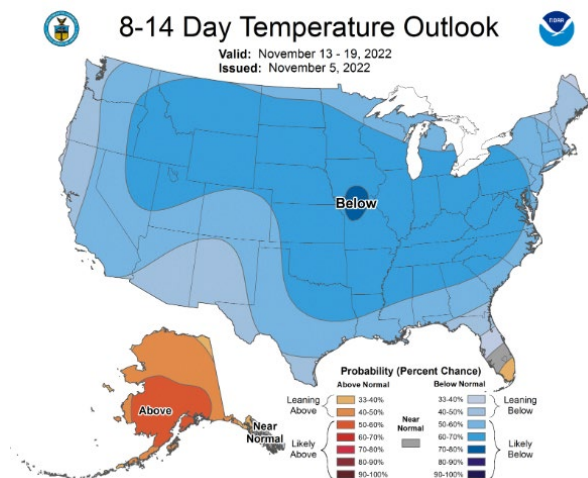 8-14 Day Temperature Outlook
Valid: November 13 - 19, 2022
Issued: November 5, 2022
Below
Above
Near
Normal
Probability (Percent Chance)
Above Normal
Below Normal
Leaning
Above
33-40%
40-50%
Near
Normal
33-40%
40-50%
Leaning
Below
Likely
Above
50-60%
60-70%
70-80%
80-90%
90-100%
50-60%
60-70%
70-80%
80-90%
90-100%
Likely
Below